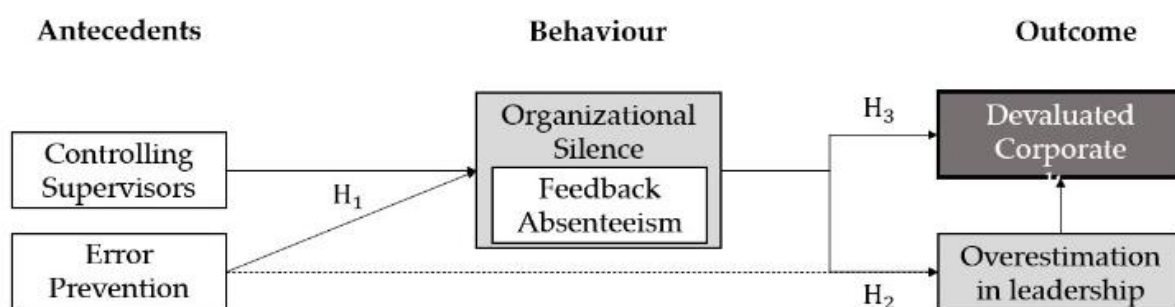 Antecedents
Behaviour
Outcome
Controlling
Supervisors
H₁
Error
Prevention
Organizational
Silence
Feedback
Absenteeism
H₃
Devaluated
Corporate
H₂
Overestimation
in leadership